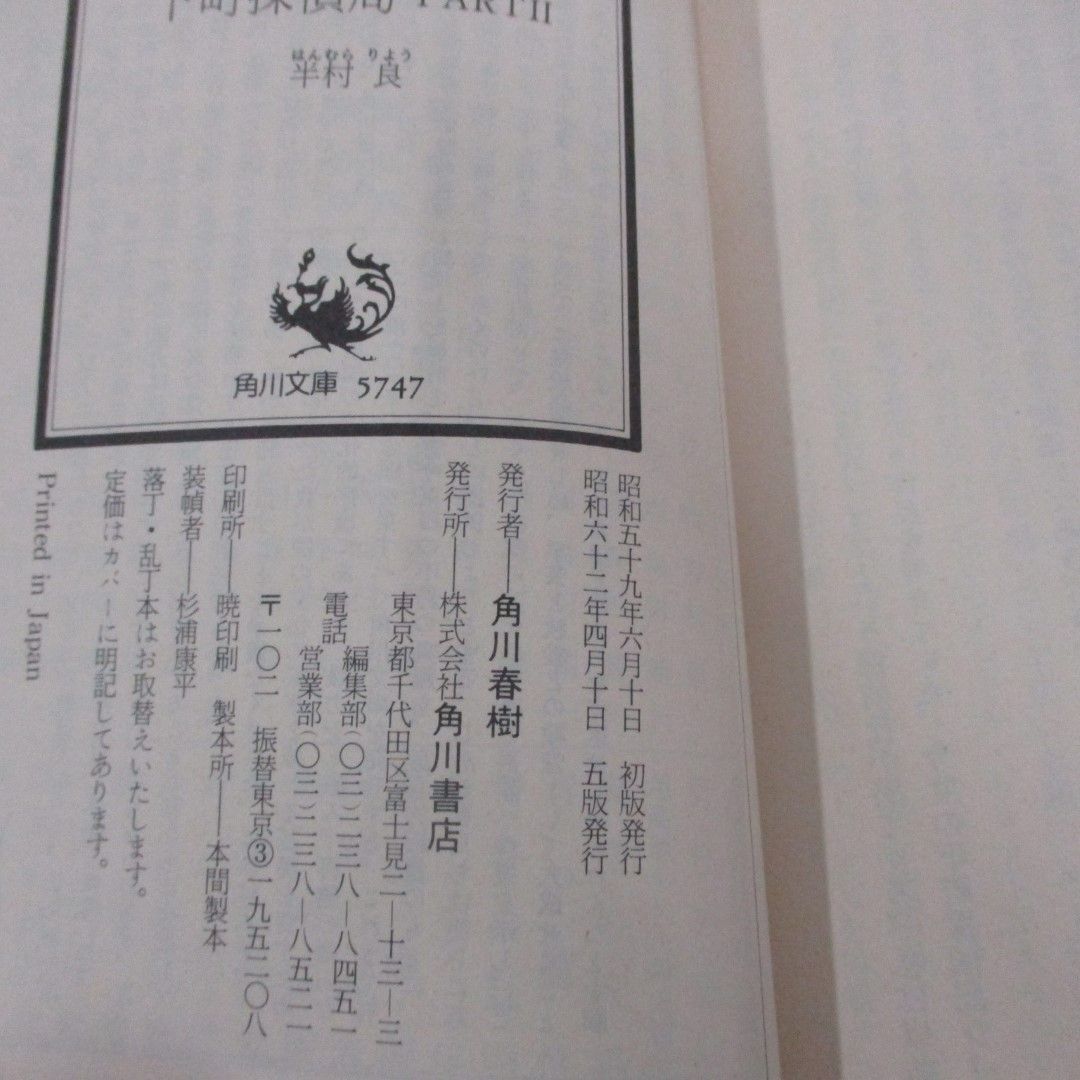 下町探偵局 PARTII
はんむら りょう
半村 良
角川文庫 5747
昭和五十九年六月十日 初版発行
昭和六十二年四月十日 五版発行
発行者――角川春樹
発行所――株式会社角川書店
東京都千代田区富士見二―十三―三
電話 編集部(〇三)二三八―八四五一
営業部(〇三)二三八―八五二一
〒一〇二 振替東京③一九五二〇八
印刷所――暁印刷 製本所――本間製本
装幀者――杉浦康平
落丁・乱丁本はお取替えいたします。
定価はカバーに明記してあります。
Printed in Japan